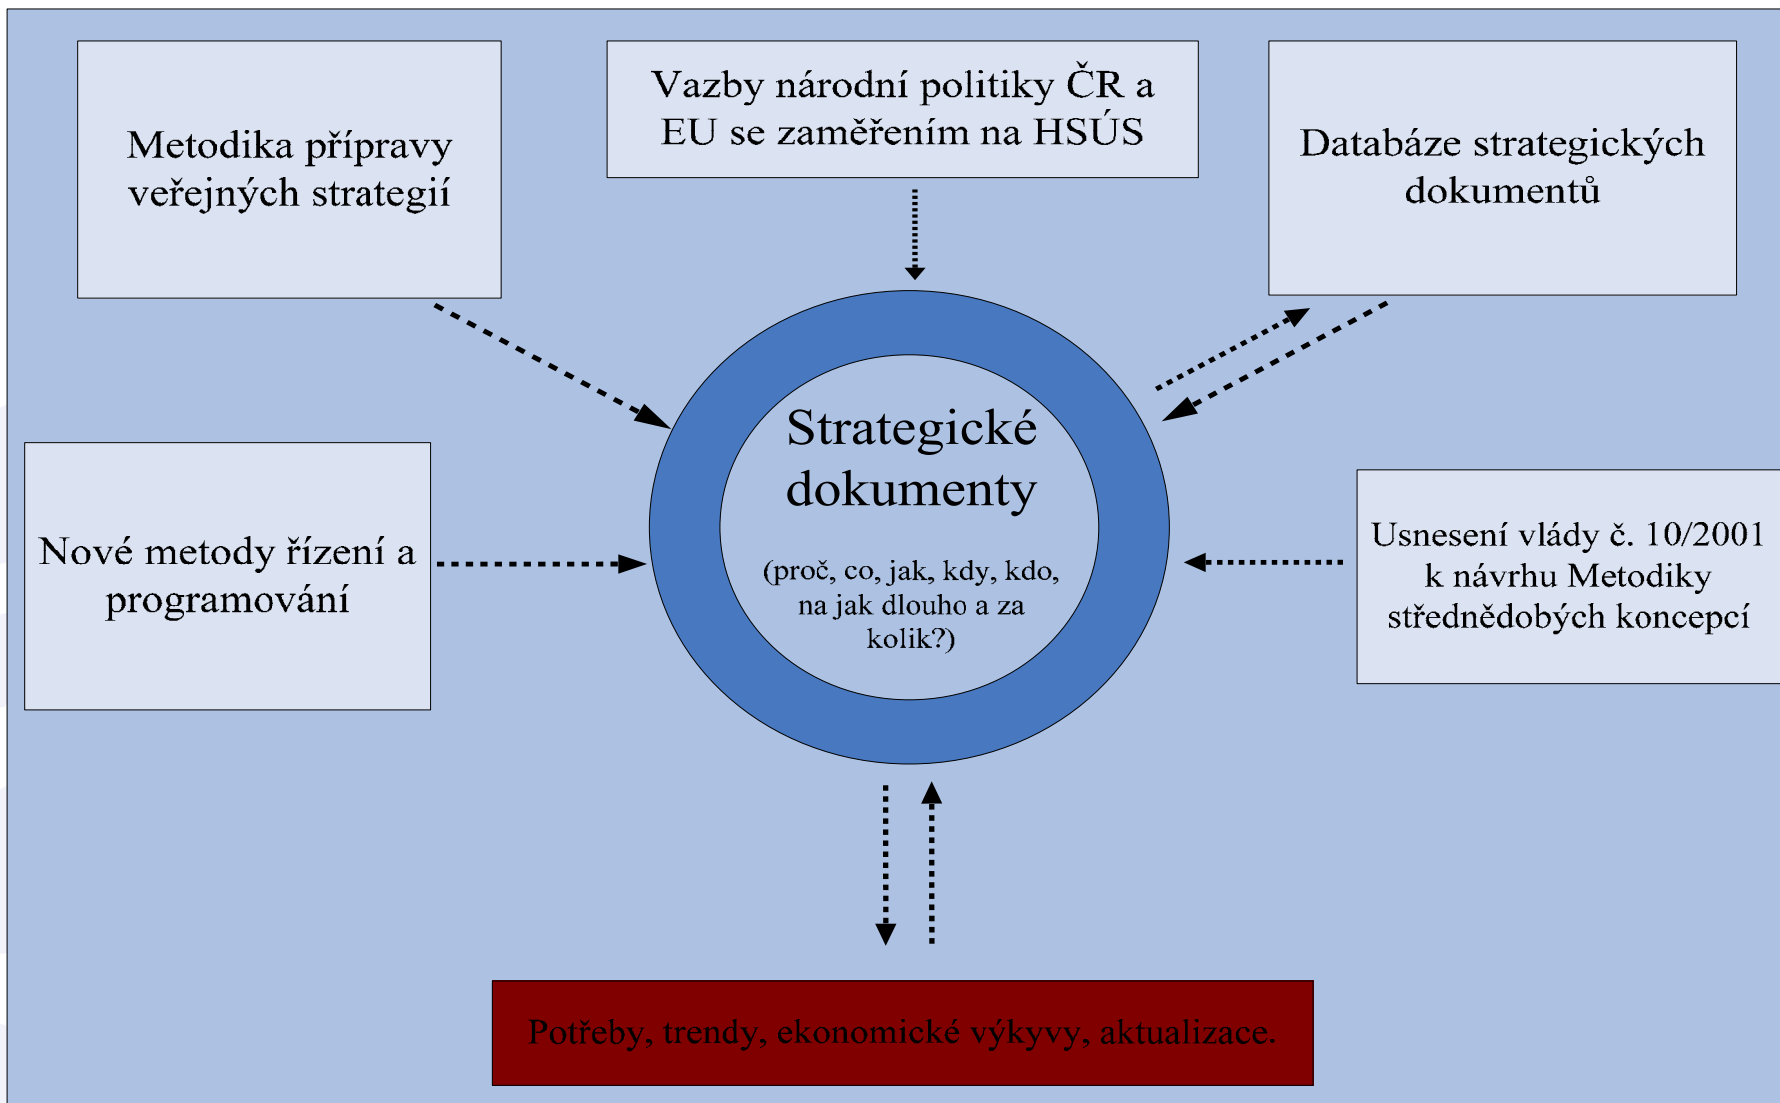 Metodika přípravy
veřejných strategií
Vazby národní politiky ČR a
EU se zaměřením na HSÚS
Databáze strategických
dokumentů
Strategické
dokumenty
(proč, co, jak, kdy, kdo,
na jak dlouho a za
kolik?)
Nové metody řízení a
programování
Usnesení vlády č. 10/2001
k návrhu Metodiky
střednědobých koncepcí
Potřeby, trendy, ekonomické výkyvy, aktualizace.